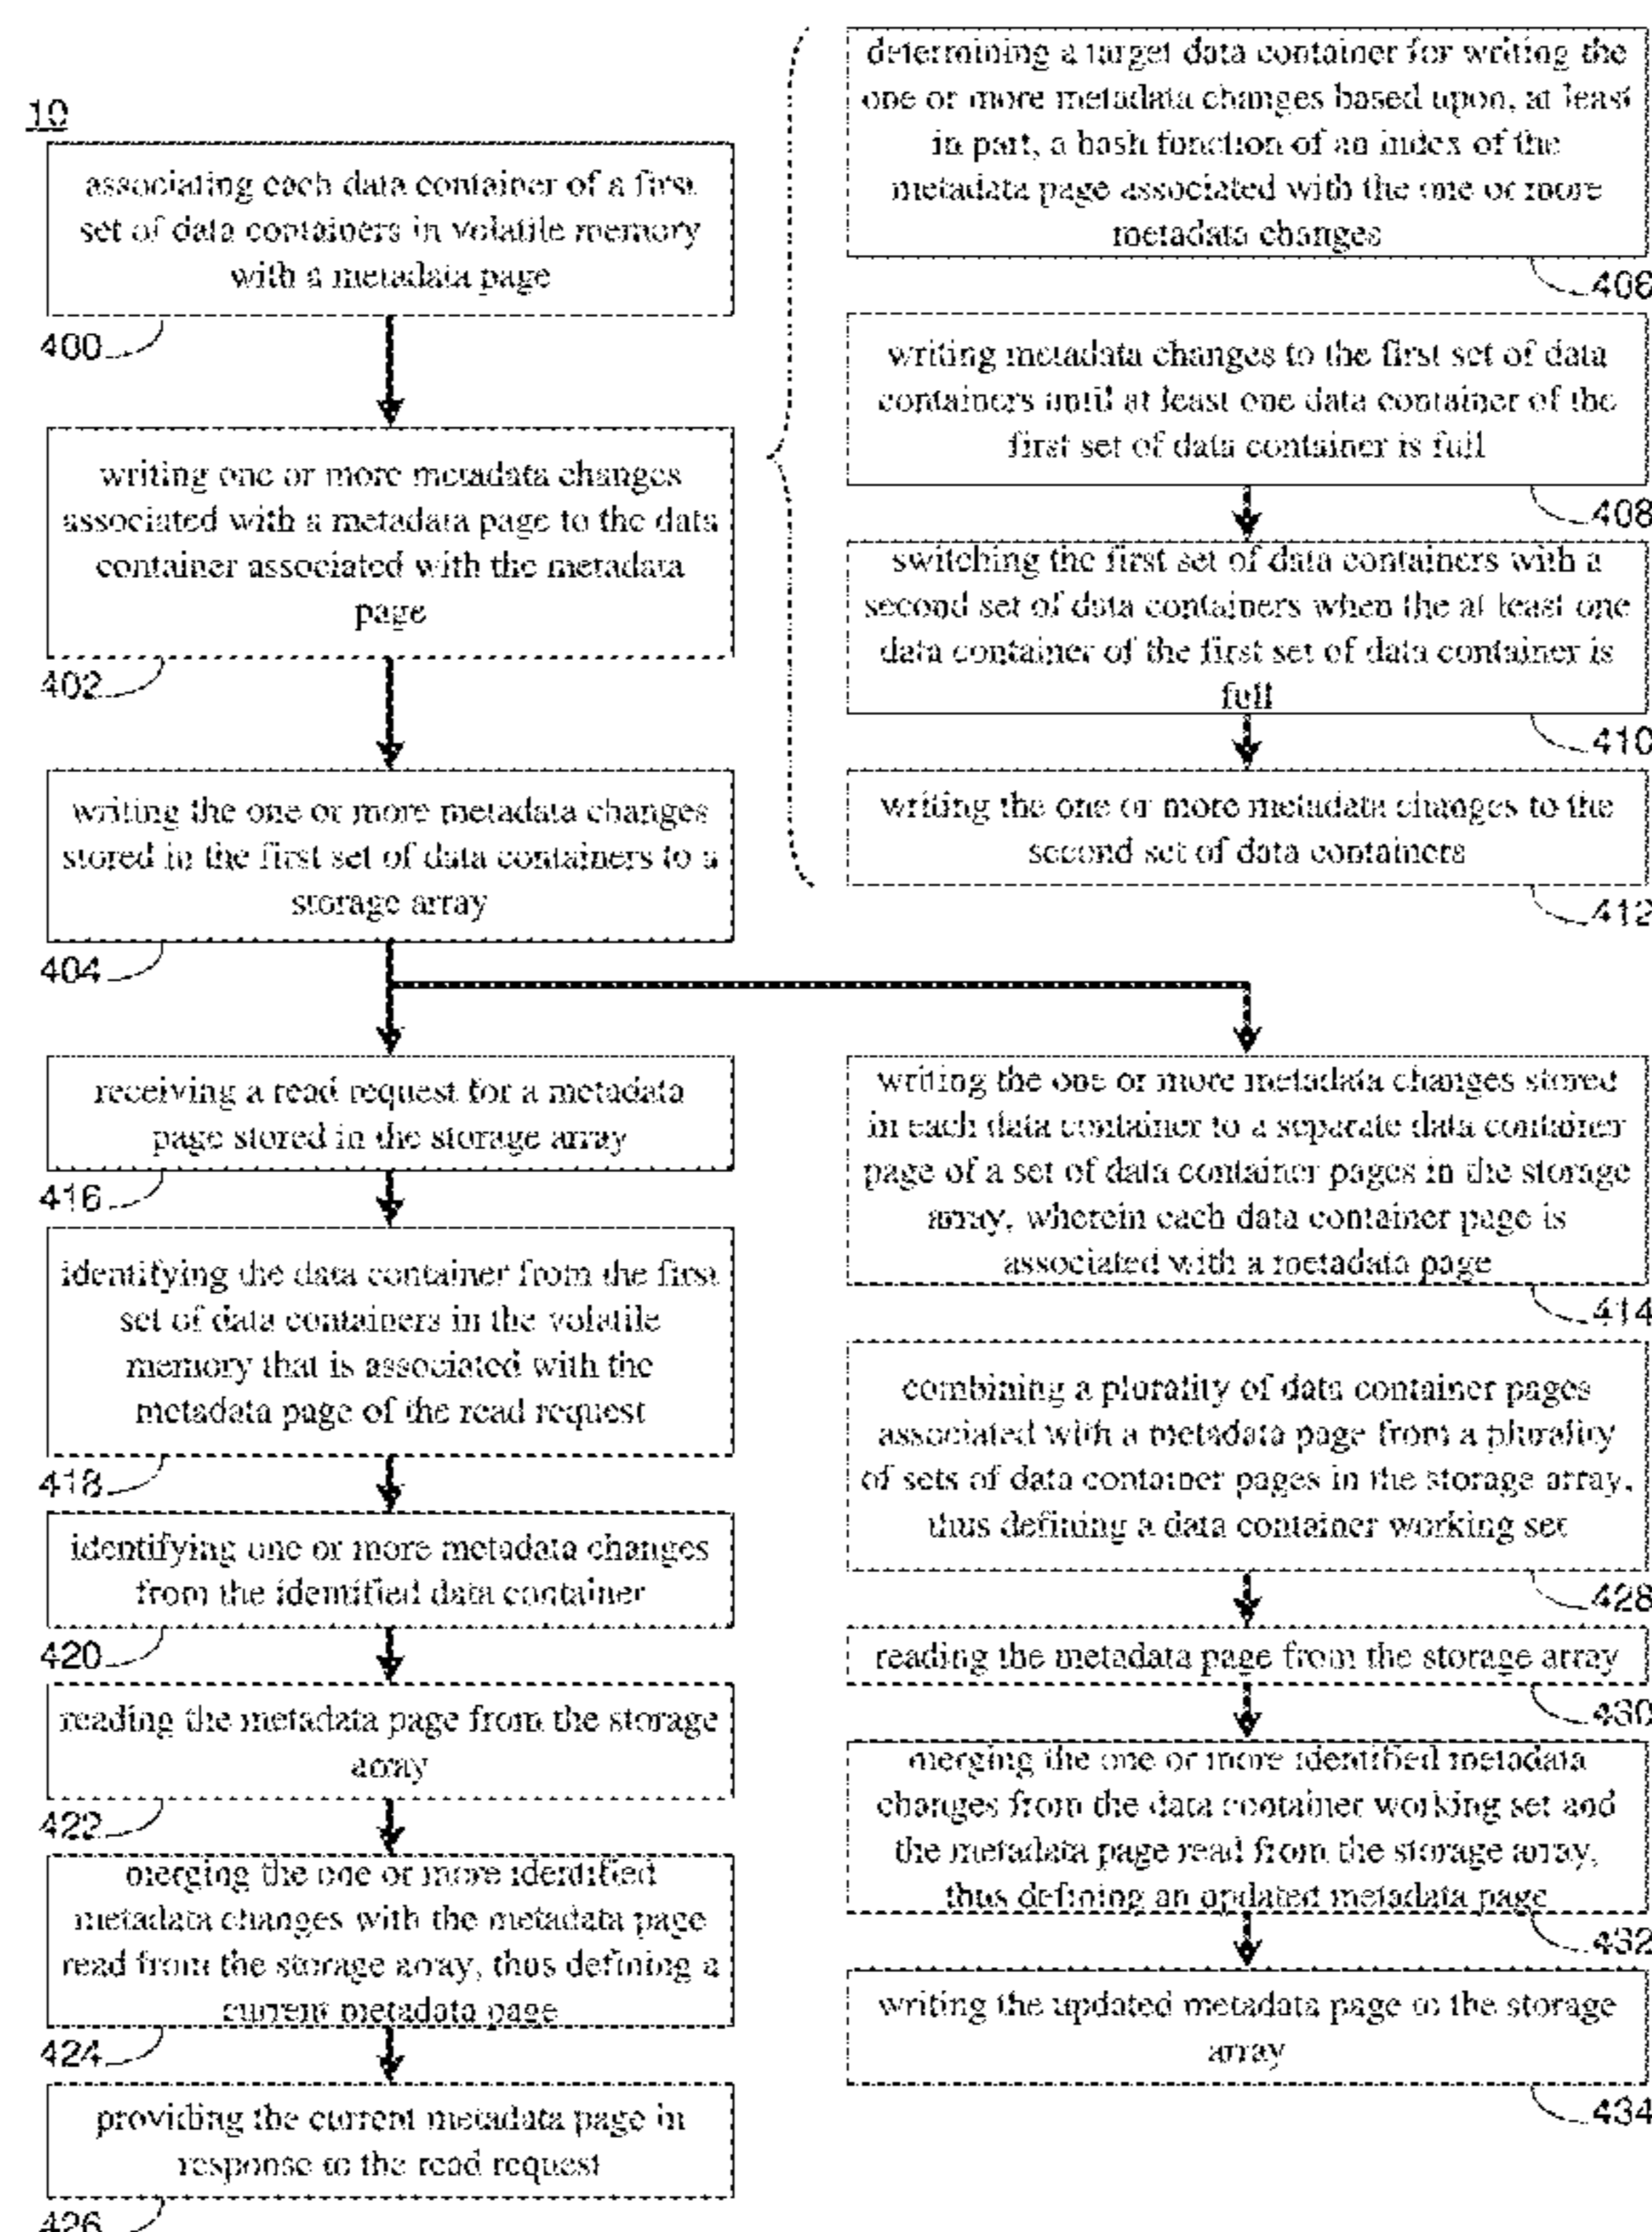 10
associating each data container of a first
set of data containers in volatile memory
with a metadata page
400
writing one or more metadata changes
associated with a metadata page to the data
container associated with the metadata
page
402
writing the one or more metadata changes
stored in the first set of data containers to a
storage array
404
determining a target data container for writing the
one or more metadata changes based upon, at least
in part, a hash function of an index of the
metadata page associated with the one or more
metadata changes
406
writing metadata changes to the first set of data
containers until at least one data container of the
first set of data container is full
408
switching the first set of data containers with a
second set of data containers when the at least one
data container of the first set of data container is
full
410
writing the one or more metadata changes to the
second set of data containers
412
receiving a read request for a metadata
page stored in the storage array
416
identifying the data container from the first
set of data containers in the volatile
memory that is associated with the
metadata page of the read request
418
identifying one or more metadata changes
from the identified data container
420
reading the metadata page from the storage
array
422
merging the one or more identified
metadata changes with the metadata page
read from the storage array, thus defining a
current metadata page
424
providing the current metadata page in
response to the read request
426
writing the one or more metadata changes stored
in each data container to a separate data container
page of a set of data container pages in the storage
array, wherein each data container page is
associated with a metadata page
414
combining a plurality of data container pages
associated with a metadata page from a plurality
of sets of data container pages in the storage array,
thus defining a data container working set
428
reading the metadata page from the storage array
430
merging the one or more identified metadata
changes from the data container working set and
the metadata page read from the storage array,
thus defining an updated metadata page
432
writing the updated metadata page to the storage
array
434